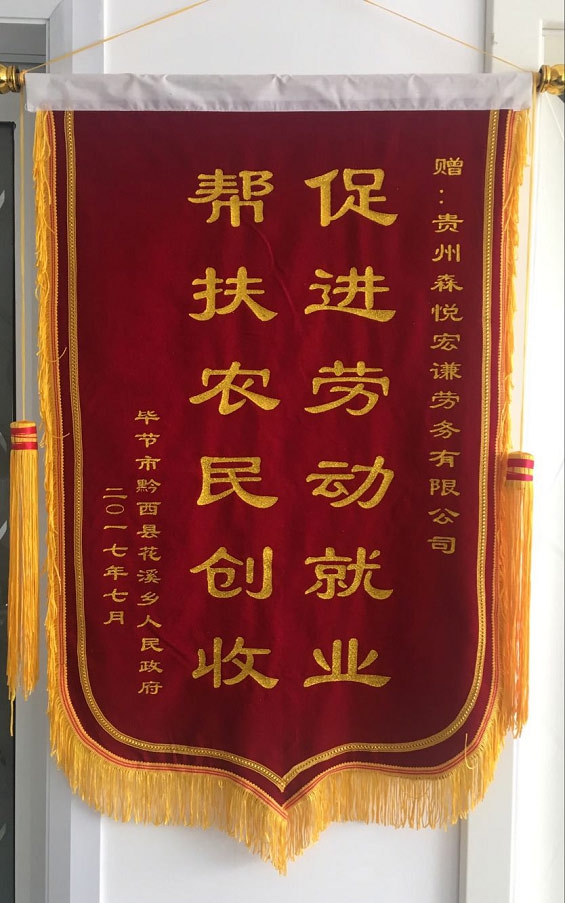 赠：贵州森悦宏谦劳务有限公司
促进劳动就业
帮扶农民创收
毕节市黔西县花溪乡人民政府
二〇一七年七月